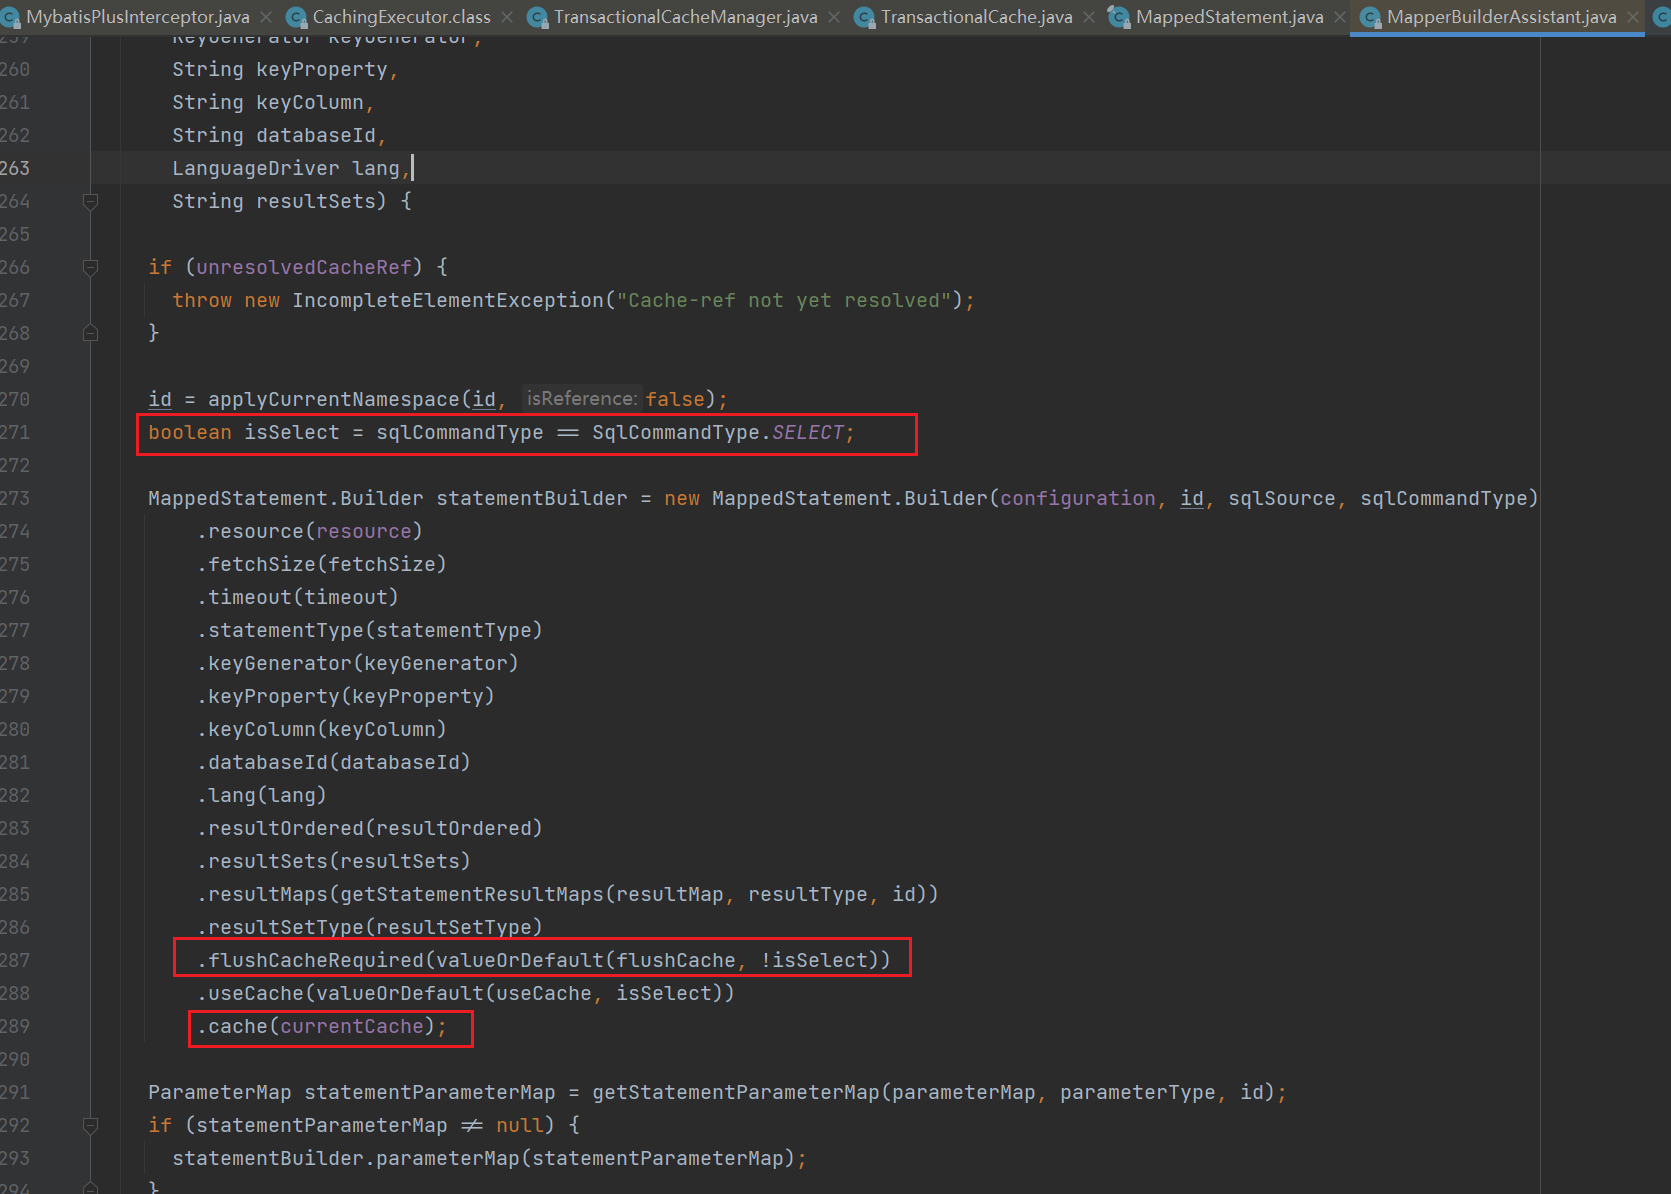 MybatisPlusInterceptor.java CachingExecutor.class TransactionalCacheManager.java TransactionalCache.java MappedStatement.java MapperBuilderAssistant.java
259 KeyGenerator keyGenerator,
260 String keyProperty,
261 String keyColumn,
262 String databaseId,
263 LanguageDriver lang,
264 String resultSets) {
265
266 if (unresolvedCacheRef) {
267 throw new IncompleteElementException("Cache-ref not yet resolved");
268 }
269
270 id = applyCurrentNamespace(id, isReference: false);
271 boolean isSelect = sqlCommandType == SqlCommandType.SELECT;
272
273 MappedStatement.Builder statementBuilder = new MappedStatement.Builder(configuration, id, sqlSource, sqlCommandType)
274 .resource(resource)
275 .fetchSize(fetchSize)
276 .timeout(timeout)
277 .statementType(statementType)
278 .keyGenerator(keyGenerator)
279 .keyProperty(keyProperty)
280 .keyColumn(keyColumn)
281 .databaseId(databaseId)
282 .lang(lang)
283 .resultOrdered(resultOrdered)
284 .resultSets(resultSets)
285 .resultMaps(getStatementResultMaps(resultMap, resultType, id))
286 .resultSetType(resultSetType)
287 .flushCacheRequired(valueOrDefault(flushCache, !isSelect))
288 .useCache(valueOrDefault(useCache, isSelect))
289 .cache(currentCache);
290
291 ParameterMap statementParameterMap = getStatementParameterMap(parameterMap, parameterType, id);
292 if (statementParameterMap != null) {
293 statementBuilder.parameterMap(statementParameterMap);
294 }